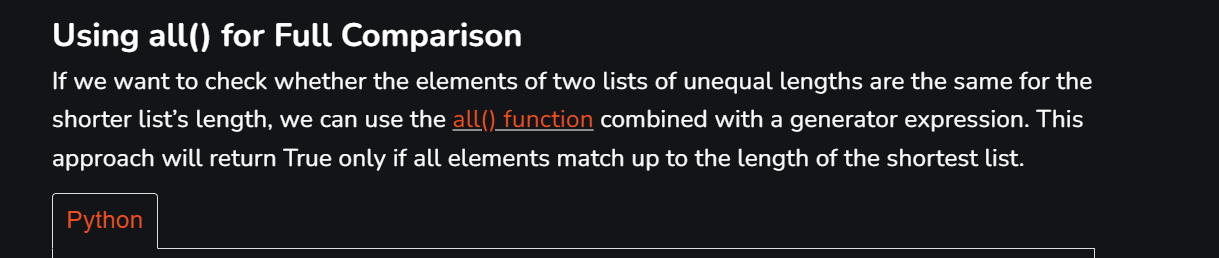 Using all() for Full Comparison
If we want to check whether the elements of two lists of unequal lengths are the same for the
shorter list’s length, we can use the all() function combined with a generator expression. This
approach will return True only if all elements match up to the length of the shortest list.
Python